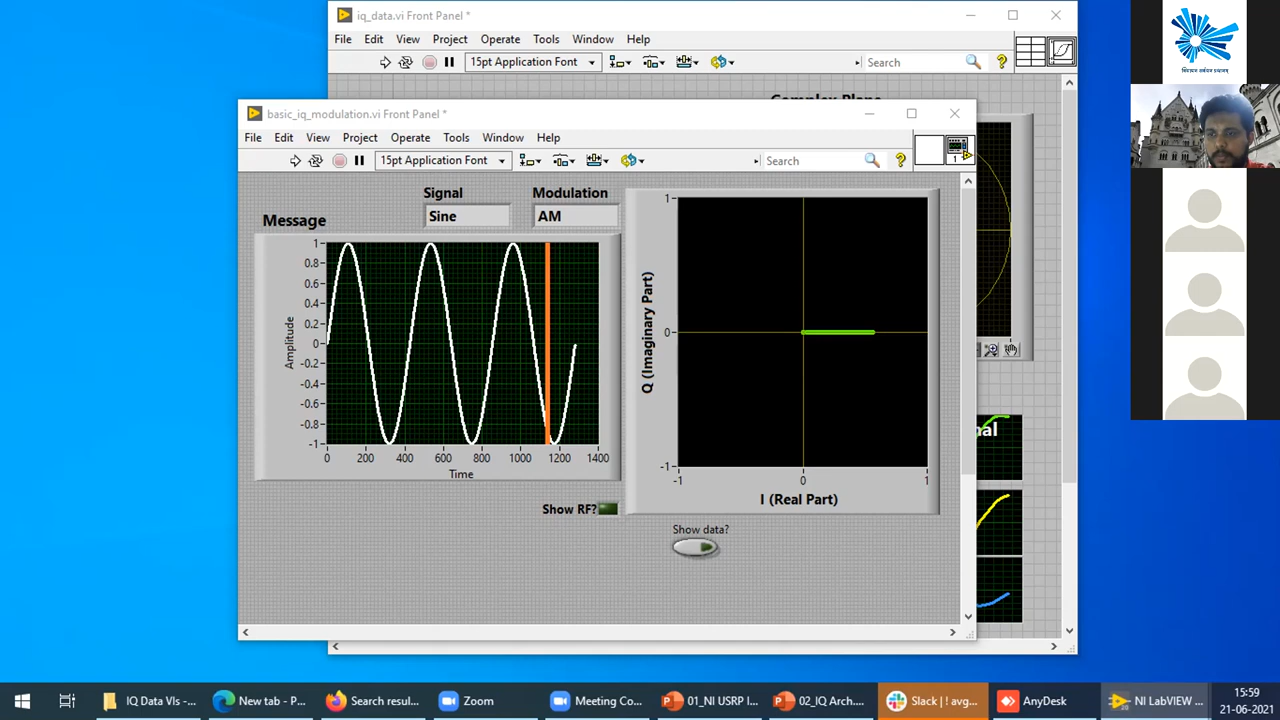 iq_data.vi Front Panel *
File Edit View Project Operate Tools Window Help
15pt Application Font
Search
Complex Plane
basic_iq_modulation.vi Front Panel *
File Edit View Project Operate Tools Window Help
15pt Application Font
Search
1
Signal
Modulation
Sine
AM
Message
1
0.8
0.6
0.4
0.2
0
-0.2
-0.4
-0.6
-0.8
-1
Amplitude
0 200 400 600 800 1000 1200 1400
Time
1
0
-1
Q (Imaginary Part)
-1 0 1
I (Real Part)
Show RF?
Show data?
nal
IQ Data VIs -...
New tab - P...
Search resul...
Zoom
Meeting Co...
01_NI USRP I...
02_IQ Arch....
Slack | ! avg...
AnyDesk
NI LabVIEW ...
15:59
21-06-2021